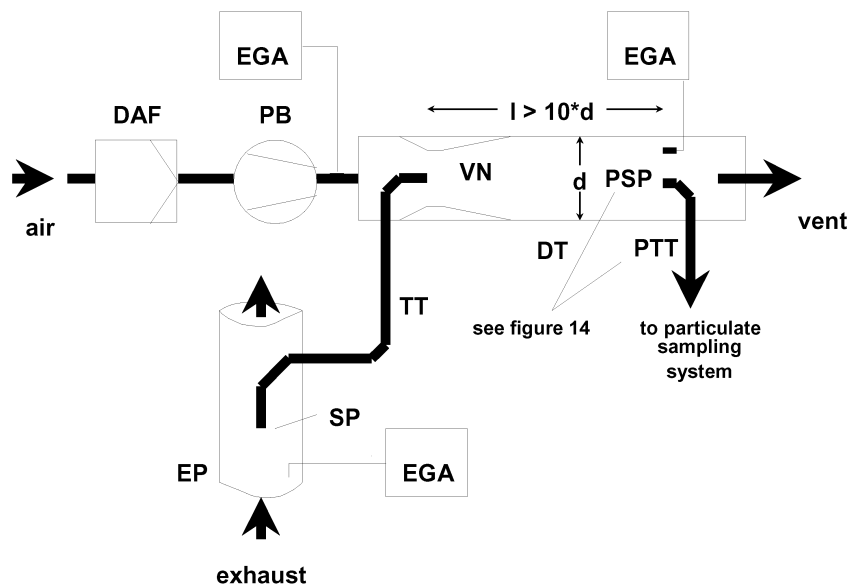 EGA
EGA
DAF
PB
l > 10*d
VN
d
PSP
air
vent
DT
PTT
TT
see figure 14
to particulate
sampling
system
SP
EP
EGA
exhaust